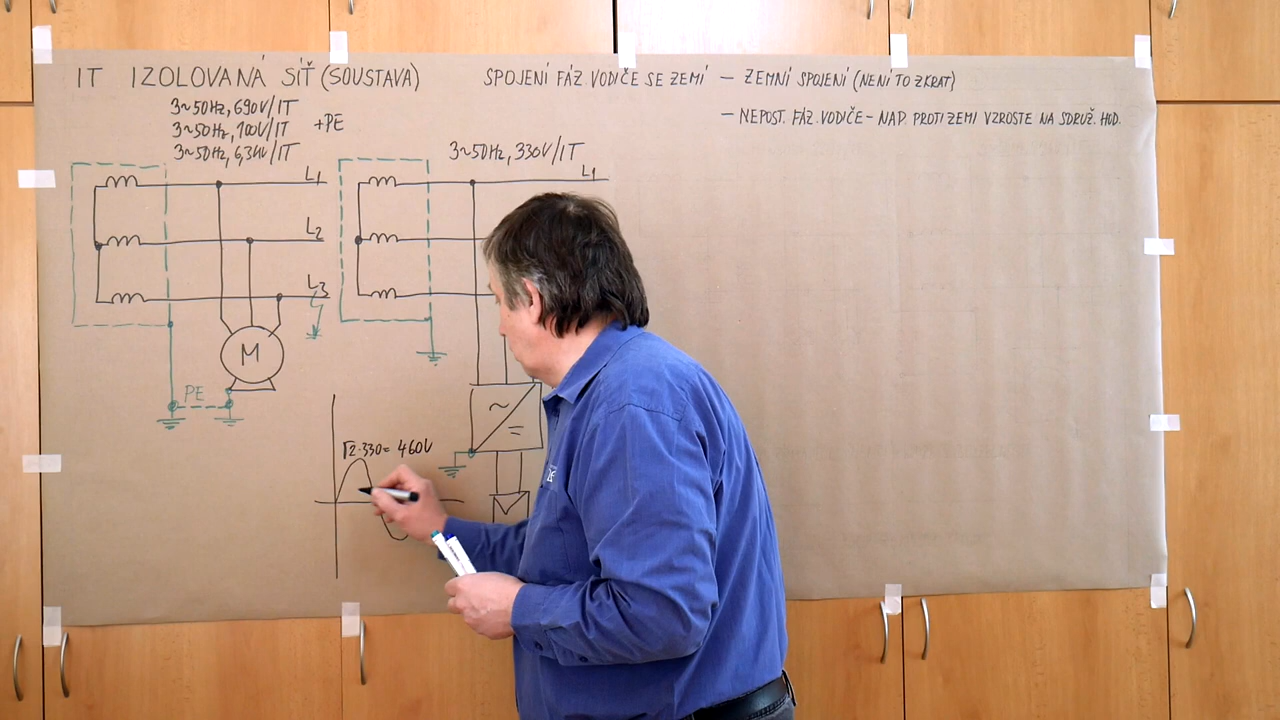 IT IZOLOVANÁ SÍŤ (SOUSTAVA)
3~50Hz, 690V/IT
3~50Hz, 700V/IT +PE
3~50Hz, 6,3kV/IT
SPOJENÍ FÁZ. VODIČE SE ZEMÍ – ZEMNÍ SPOJENÍ (NENÍ TO ZKRAT)
– NEPOST. FÁZ. VODIČE – NAP. PROTI ZEMI VZROSTE NA SDRUŽ. HOD.
L1
L2
L3
M
PE
3~50Hz, 330V/IT
L1
~
=
√2·330= 460V